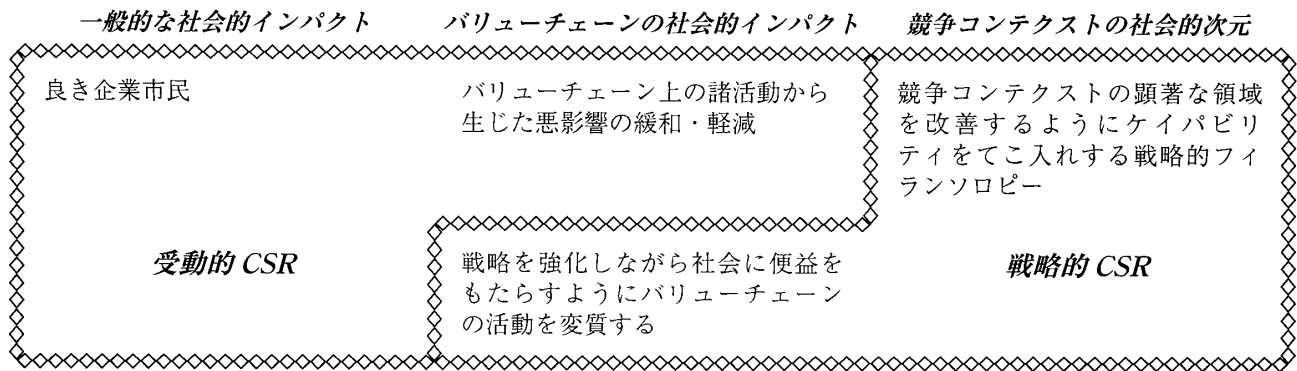 一般的な社会的インパクト
バリューチェーンの社会的インパクト
競争コンテクストの社会的次元
良き企業市民
バリューチェーン上の諸活動から
生じた悪影響の緩和・軽減
競争コンテクストの顕著な領域
を改善するようにケイパビリ
ティをてこ入れする戦略的フィ
ランソロピー
受動的 CSR
戦略を強化しながら社会に便益を
もたらすようにバリューチェーン
の活動を変質する
戦略的 CSR